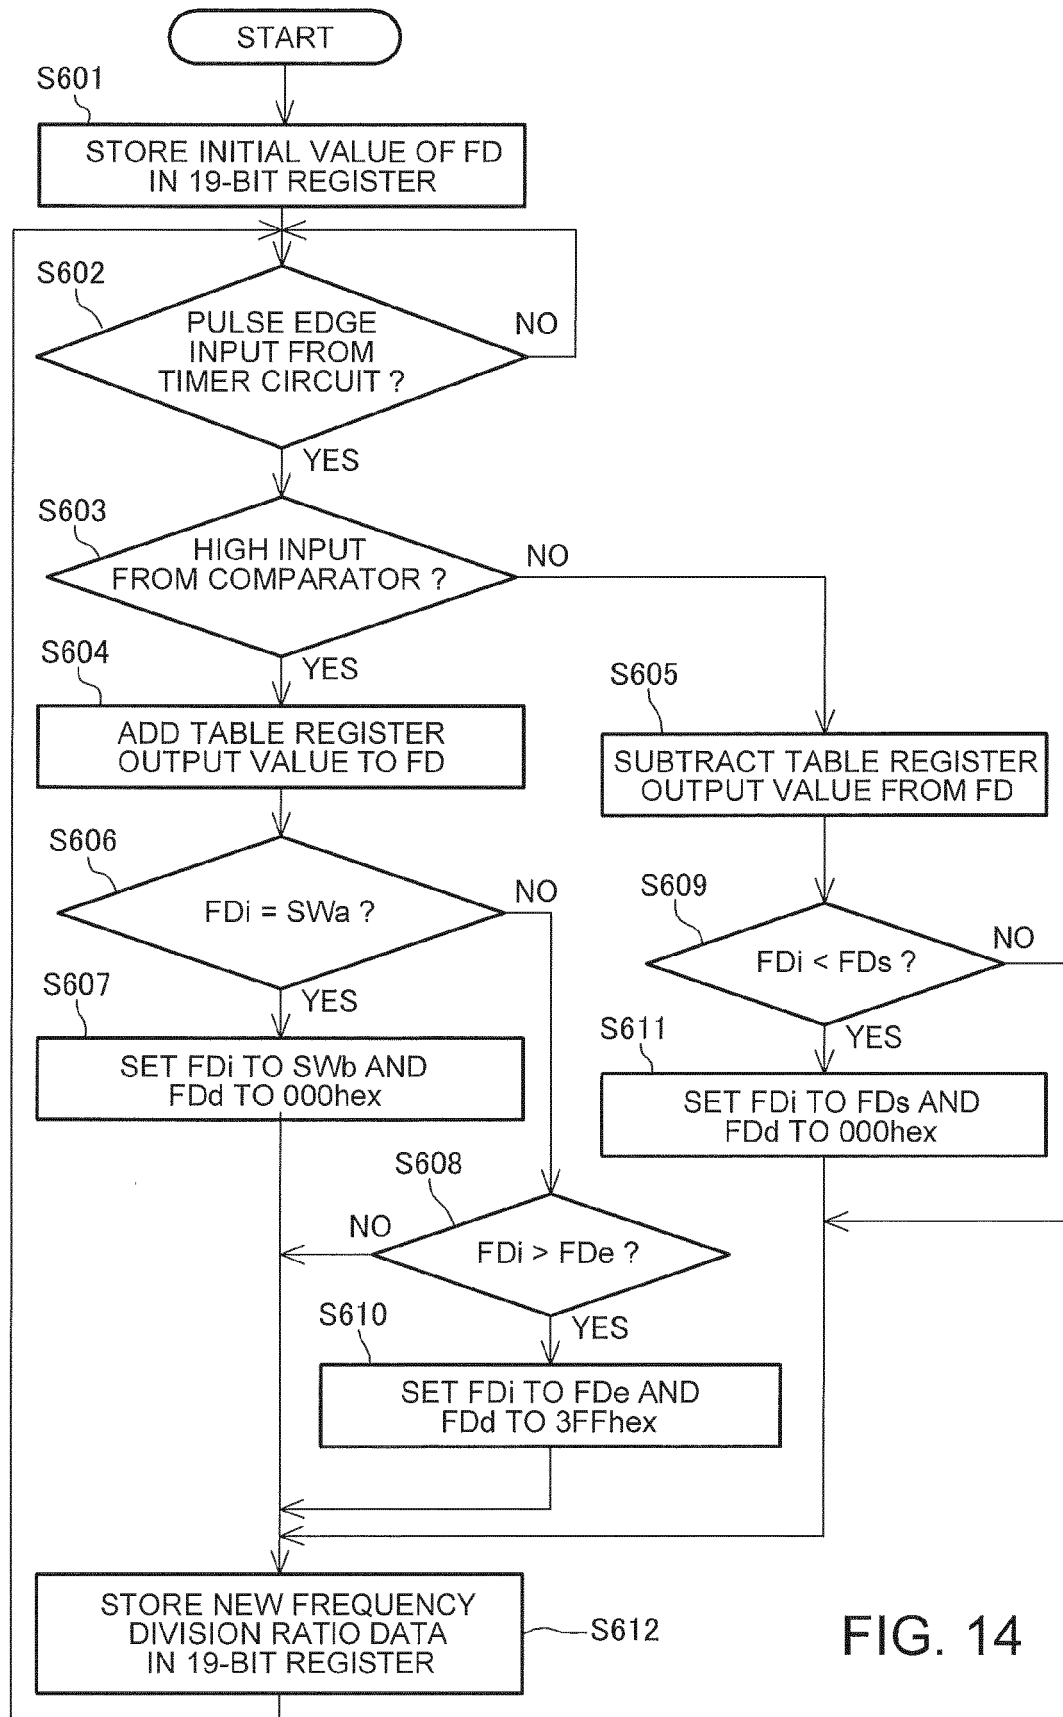 START
S601
STORE INITIAL VALUE OF FD
IN 19-BIT REGISTER
S602
PULSE EDGE
INPUT FROM
TIMER CIRCUIT ?
NO
YES
S603
HIGH INPUT
FROM COMPARATOR ?
NO
YES
S604
ADD TABLE REGISTER
OUTPUT VALUE TO FD
S605
SUBTRACT TABLE REGISTER
OUTPUT VALUE FROM FD
S606
FDi = SWa ?
NO
YES
S609
FDi < FDs ?
NO
YES
S607
SET FDi TO SWb AND
FDd TO 000hex
S611
SET FDi TO FDs AND
FDd TO 000hex
S608
FDi > FDe ?
NO
YES
S610
SET FDi TO FDe AND
FDd TO 3FFhex
STORE NEW FREQUENCY
DIVISION RATIO DATA
IN 19-BIT REGISTER
S612
FIG. 14